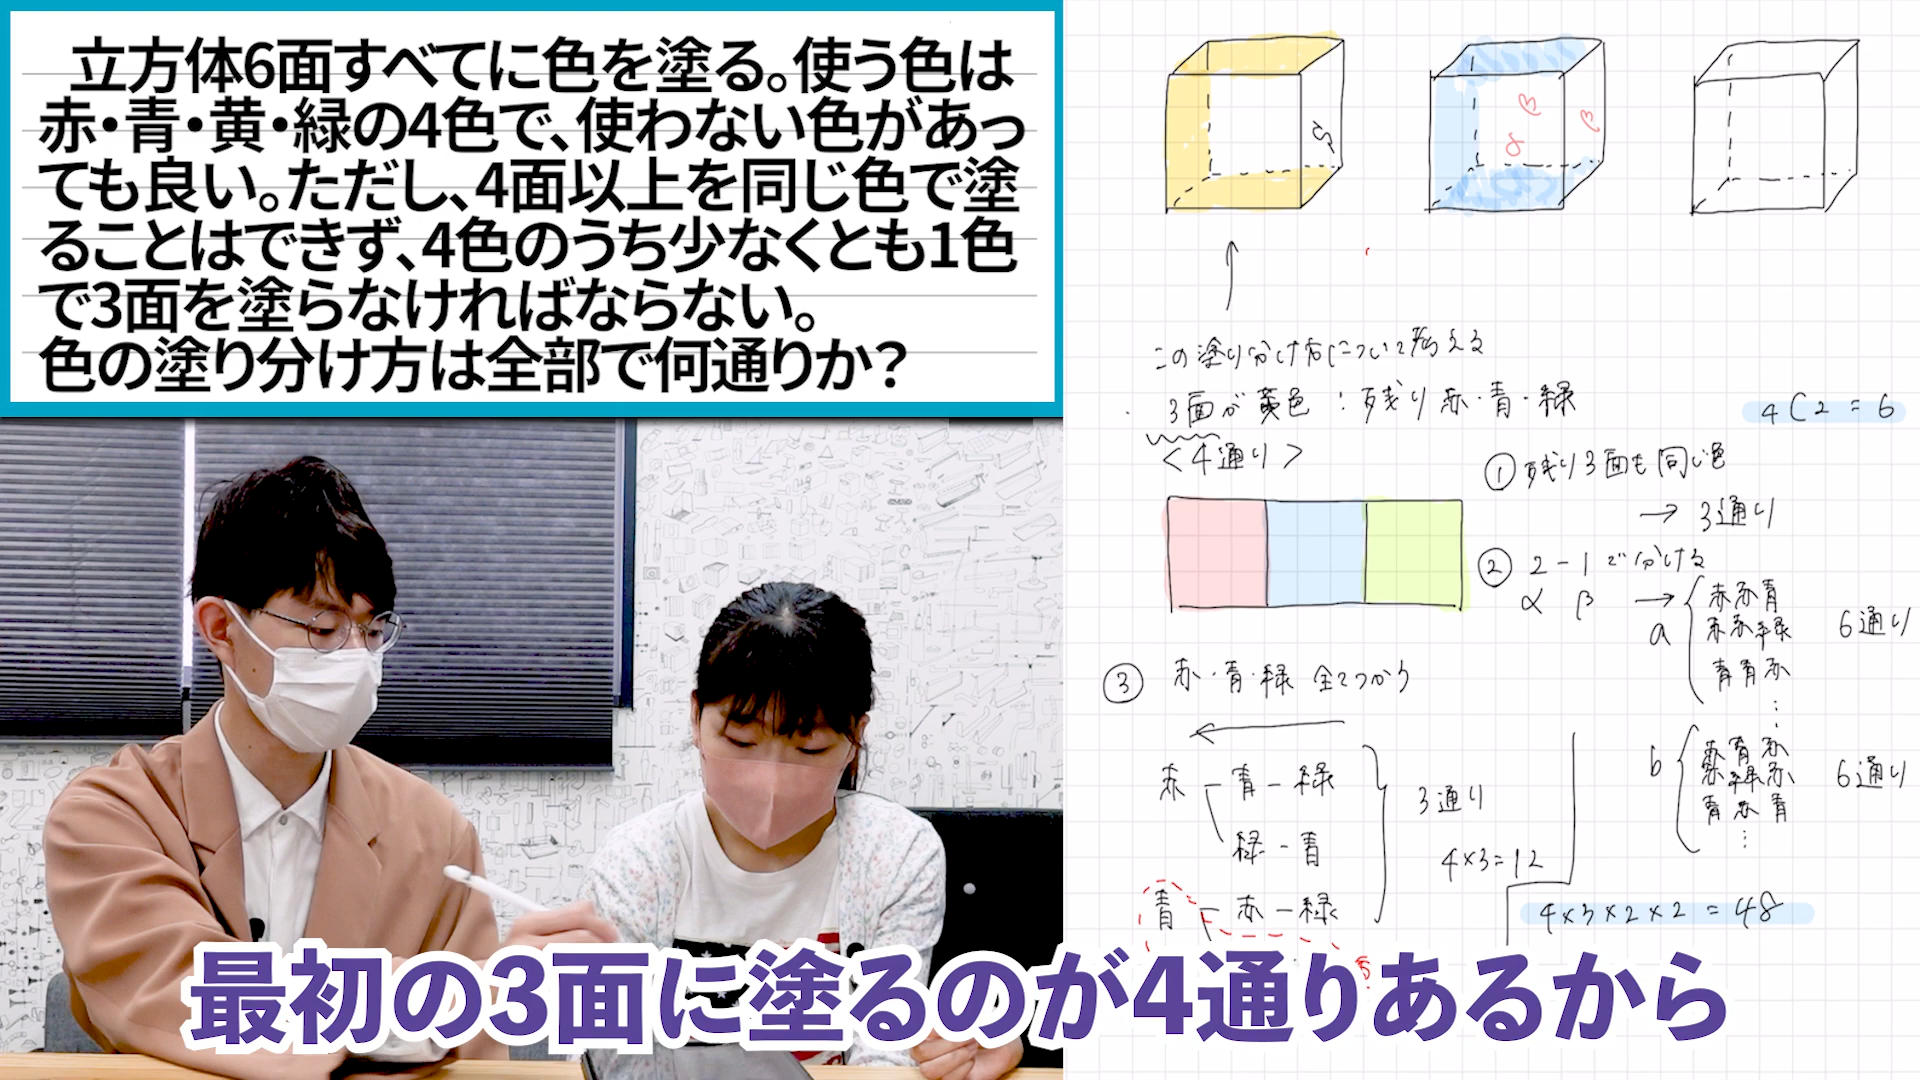 立方体6面すべてに色を塗る。使う色は
赤・青・黄・緑の4色で、使わない色があっ
ても良い。ただし、4面以上を同じ色で塗
ることはできず、4色のうち少なくとも1色
で3面を塗らなければならない。
色の塗り分け方は全部で何通りか？
この塗り分け方について考える
3面が黄色：残り赤・青・緑
4C2=6
<4通り>
①残り3面も同じ色
→ 3通り
② 2-1で分ける
α β →
a
赤赤青
赤赤緑
青青赤
⋮
6通り
③ 赤・青・緑 全てつかう
b
赤青赤
赤緑赤
青赤青
⋮
6通り
赤-青-緑
緑-青
青-赤-緑
3通り
4×3=12
4×3×2×2=48
最初の3面に塗るのが4通りあるから